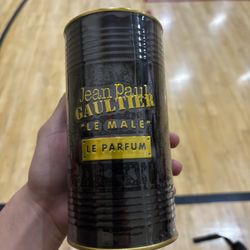 Jean Paul
GAULTIER
"LE MALE"
LE PARFUM